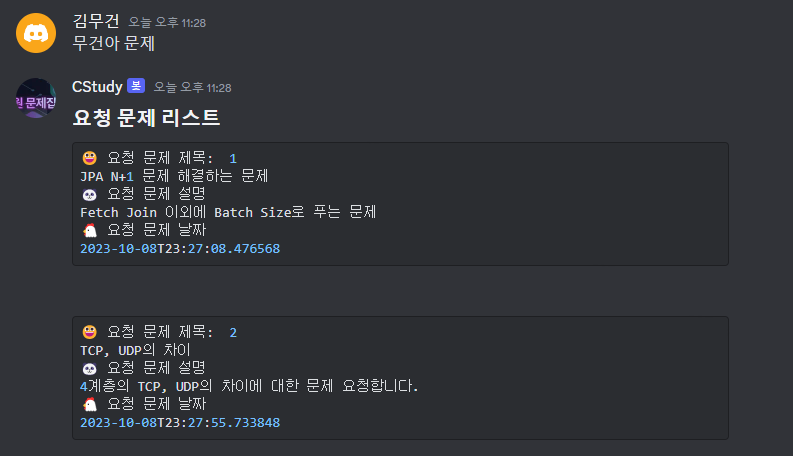 김무건 오늘 오후 11:28
무건아 문제
CStudy 봇 오늘 오후 11:28
원 문제집
요청 문제 리스트
😀 요청 문제 제목: 1
JPA N+1 문제 해결하는 문제
💀 요청 문제 설명
Fetch Join 이외에 Batch Size로 푸는 문제
🐔 요청 문제 날짜
2023-10-08T23:27:08.476568
😀 요청 문제 제목: 2
TCP, UDP의 차이
💀 요청 문제 설명
4계층의 TCP, UDP의 차이에 대한 문제 요청합니다.
🐔 요청 문제 날짜
2023-10-08T23:27:55.733848